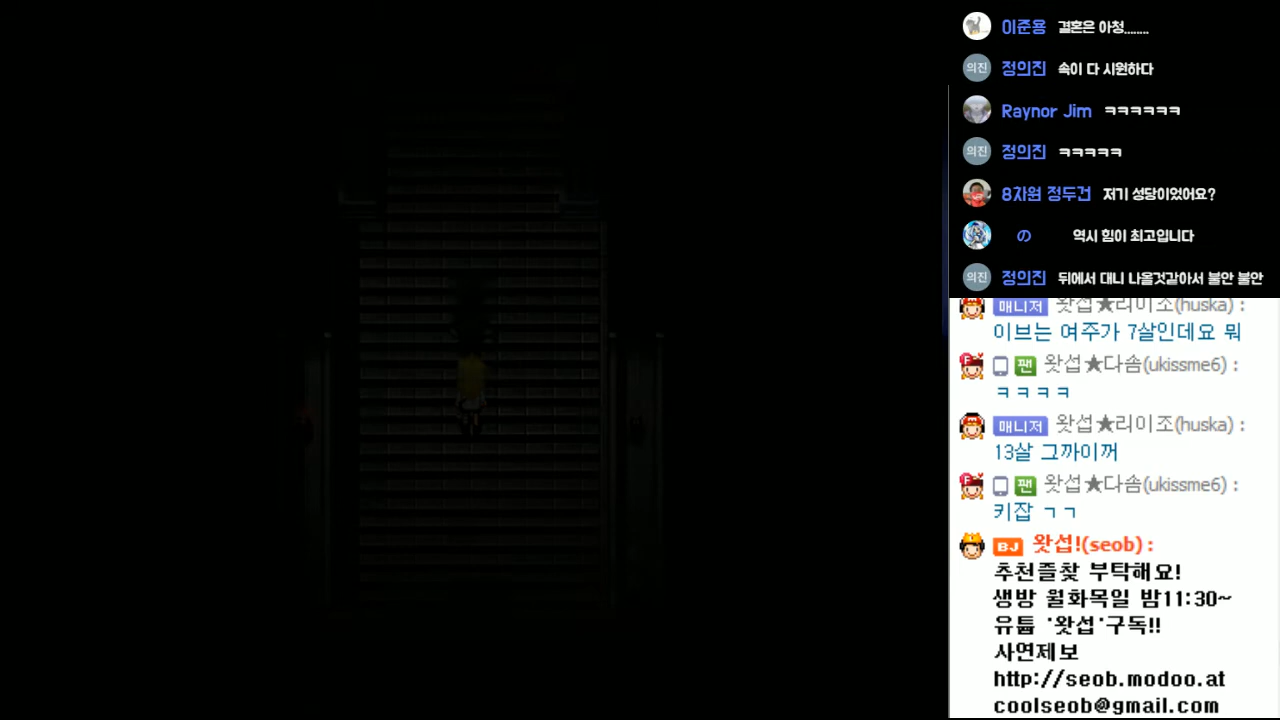 이준용 결혼은 아청........
의진 정의진 속이 다 시원하다
Raynor Jim ㅋㅋㅋㅋㅋㅋ
의진 정의진 ㅋㅋㅋㅋㅋ
8차원 정두건 저기 성당이었어요?
の 역시 힘이 최고입니다
의진 정의진 뒤에서 대니 나올것같아서 불안 불안
매니저 왓섭★리이조(huska) :
이브는 여주가 7살인데요 뭐
F 팬 왓섭★다솜(ukissme6) :
ㅋㅋㅋㅋ
매니저 왓섭★리이조(huska) :
13살 그까이꺼
F 팬 왓섭★다솜(ukissme6) :
키잡 ㄱㄱ
BJ 왓섭!(seob) :
추천즐찾 부탁해요!
생방 월화목일 밤11:30~
유튭 '왓섭'구독!!
사연제보
http://seob.modoo.at
coolseob@gmail.com